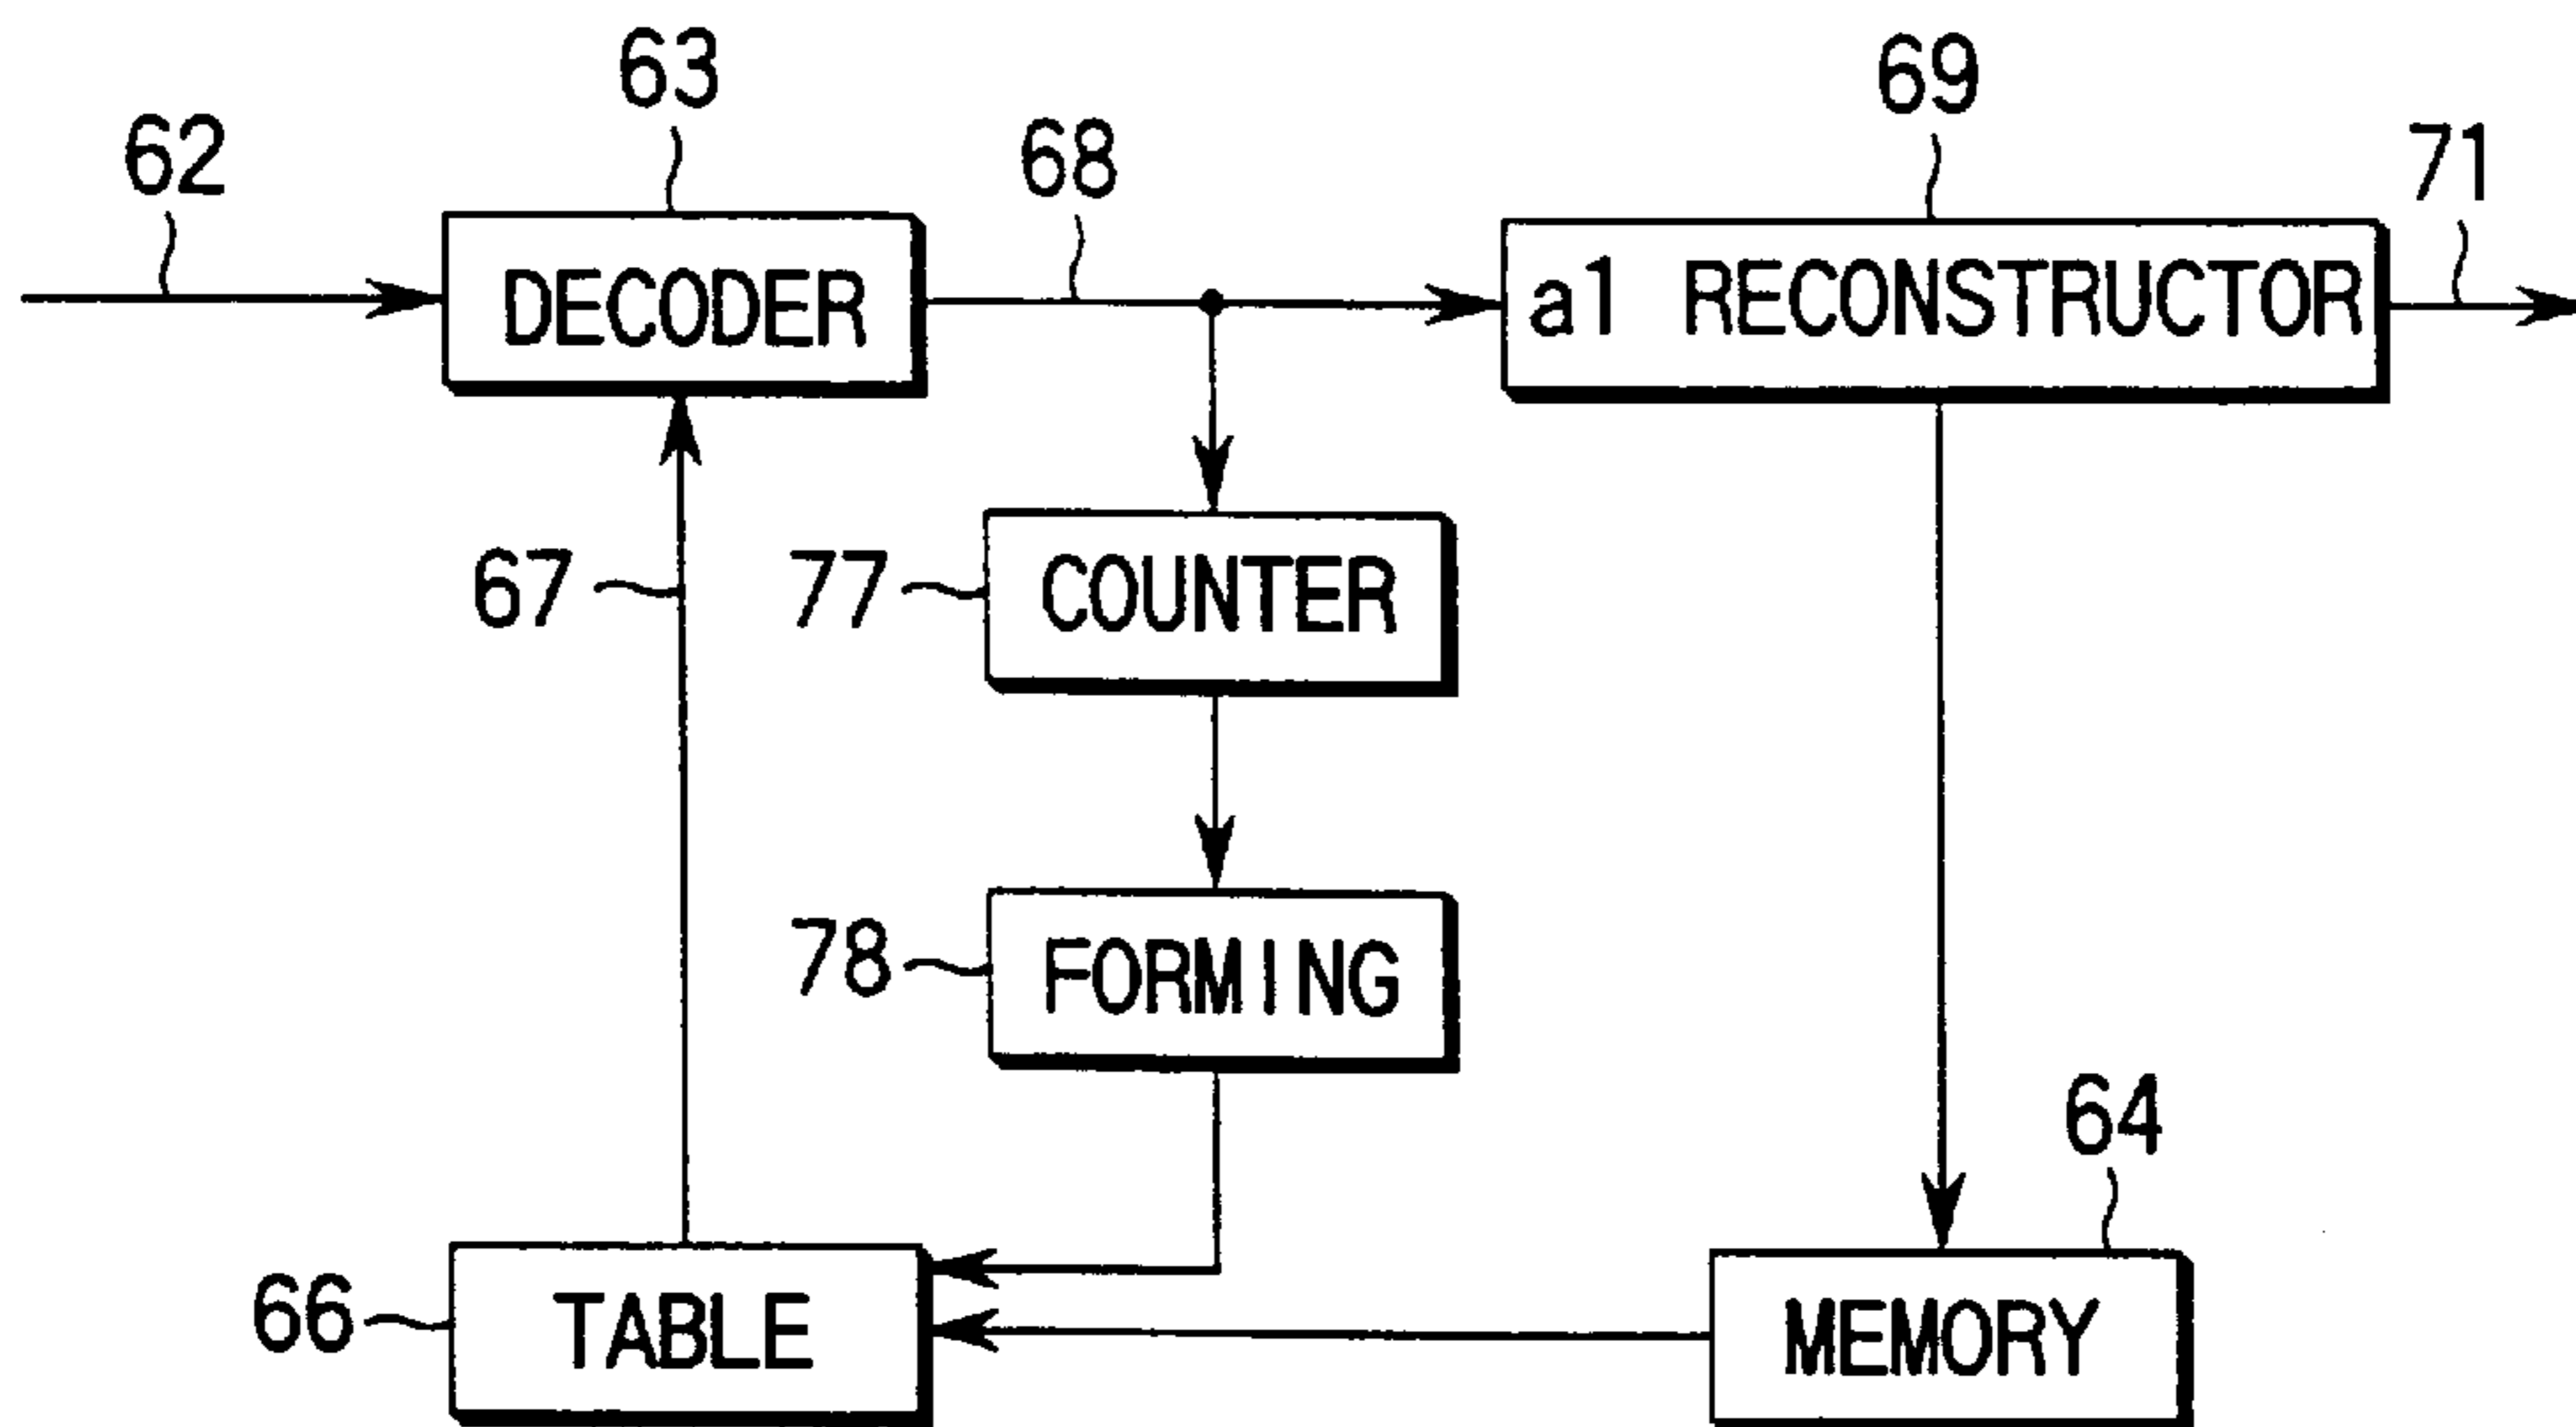 63
69
62
68
71
DECODER
a1 RECONSTRUCTOR
67
77
COUNTER
78
FORMING
64
66
TABLE
MEMORY